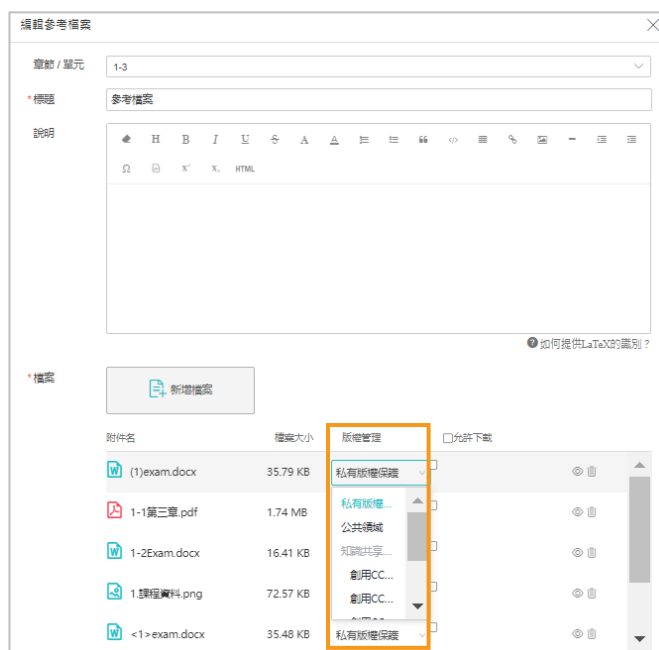 編輯參考檔案
章節 / 單元 1-3
*標題 參考檔案
說明
H B I U S A A
Ω X⁺ X₊ HTML
如何提供LaTeX的識別？
*檔案 新增檔案
附件名 檔案大小 版權管理 允許下載
(1)exam.docx 35.79 KB 私有版權保護
1-1第三章.pdf 1.74 MB 私有版權...
公共領域
1-2Exam.docx 16.41 KB 知識共享...
創用CC...
1.課程資料.png 72.57 KB 創用CC...
<1>exam.docx 35.48 KB 私有版權保護